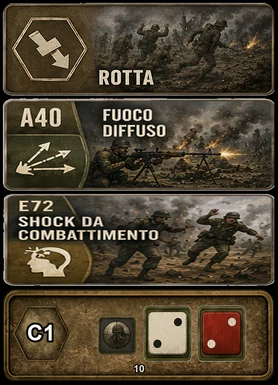 ROTTA
A40
FUOCO
DIFFUSO
E72
SHOCK DA
COMBATTIMENTO
C1
10